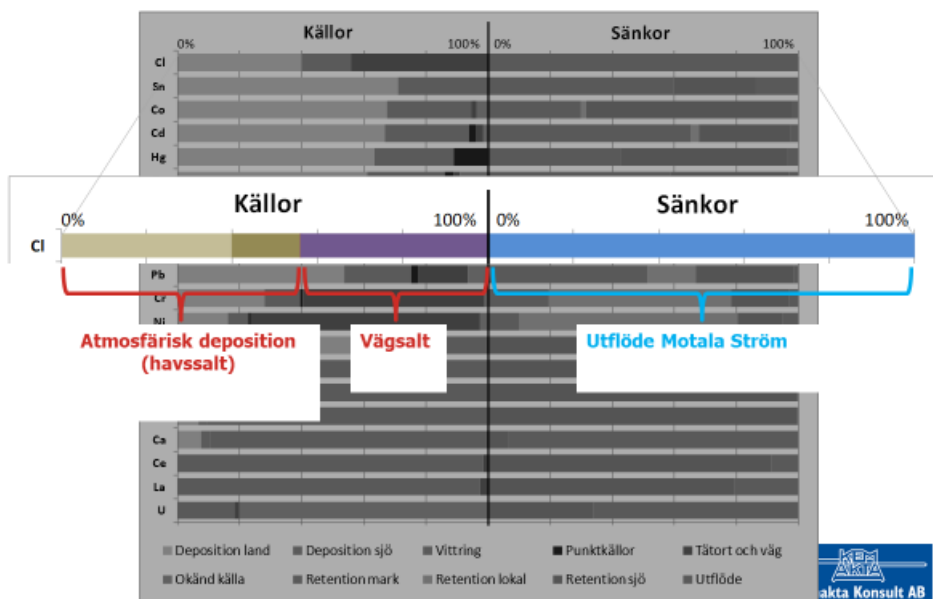 Källor Sänkor
0% 100% 0% 100%
Cl
Sn
Co
Cd
Hg
Källor Sänkor
0% 100% 0% 100%
Cl
Pb
Cr
Ni
Atmosfärisk deposition
(havssalt)
Vägsalt
Utflöde Motala Ström
Ca
Ce
La
U
Deposition land Deposition sjö Vittring Punktkällor Tätort och väg
Okänd källa Retention mark Retention lokal Retention sjö Utflöde
KEMAKTA
akta Konsult AB